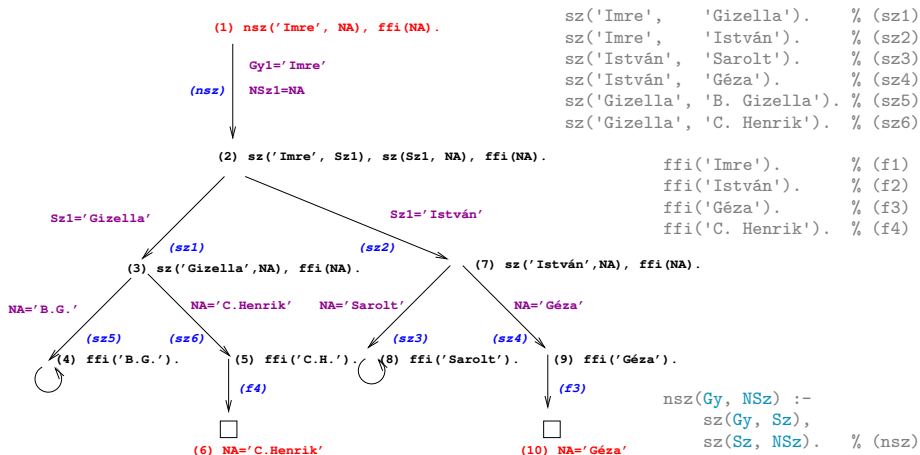 (1) nsz('Imre', NA), ffi(NA).
Gy1='Imre'
(nsz) NSz1=NA
(2) sz('Imre', Sz1), sz(Sz1, NA), ffi(NA).
Sz1='Gizella' Sz1='István'
(sz1) (sz2)
(3) sz('Gizella',NA), ffi(NA). (7) sz('István',NA), ffi(NA).
NA='B.G.' NA='C.Henrik' NA='Sarolt' NA='Géza'
(sz5) (sz6) (sz3) (sz4)
(4) ffi('B.G.'). (5) ffi('C.H.'). (8) ffi('Sarolt'). (9) ffi('Géza').
(f4) (f3)
(6) NA='C.Henrik' (10) NA='Géza'
sz('Imre', 'Gizella'). % (sz1)
sz('Imre', 'István'). % (sz2)
sz('István', 'Sarolt'). % (sz3)
sz('István', 'Géza'). % (sz4)
sz('Gizella', 'B. Gizella'). % (sz5)
sz('Gizella', 'C. Henrik'). % (sz6)
ffi('Imre'). % (f1)
ffi('István'). % (f2)
ffi('Géza'). % (f3)
ffi('C. Henrik'). % (f4)
nsz(Gy, NSz) :-
sz(Gy, Sz),
sz(Sz, NSz). % (nsz)